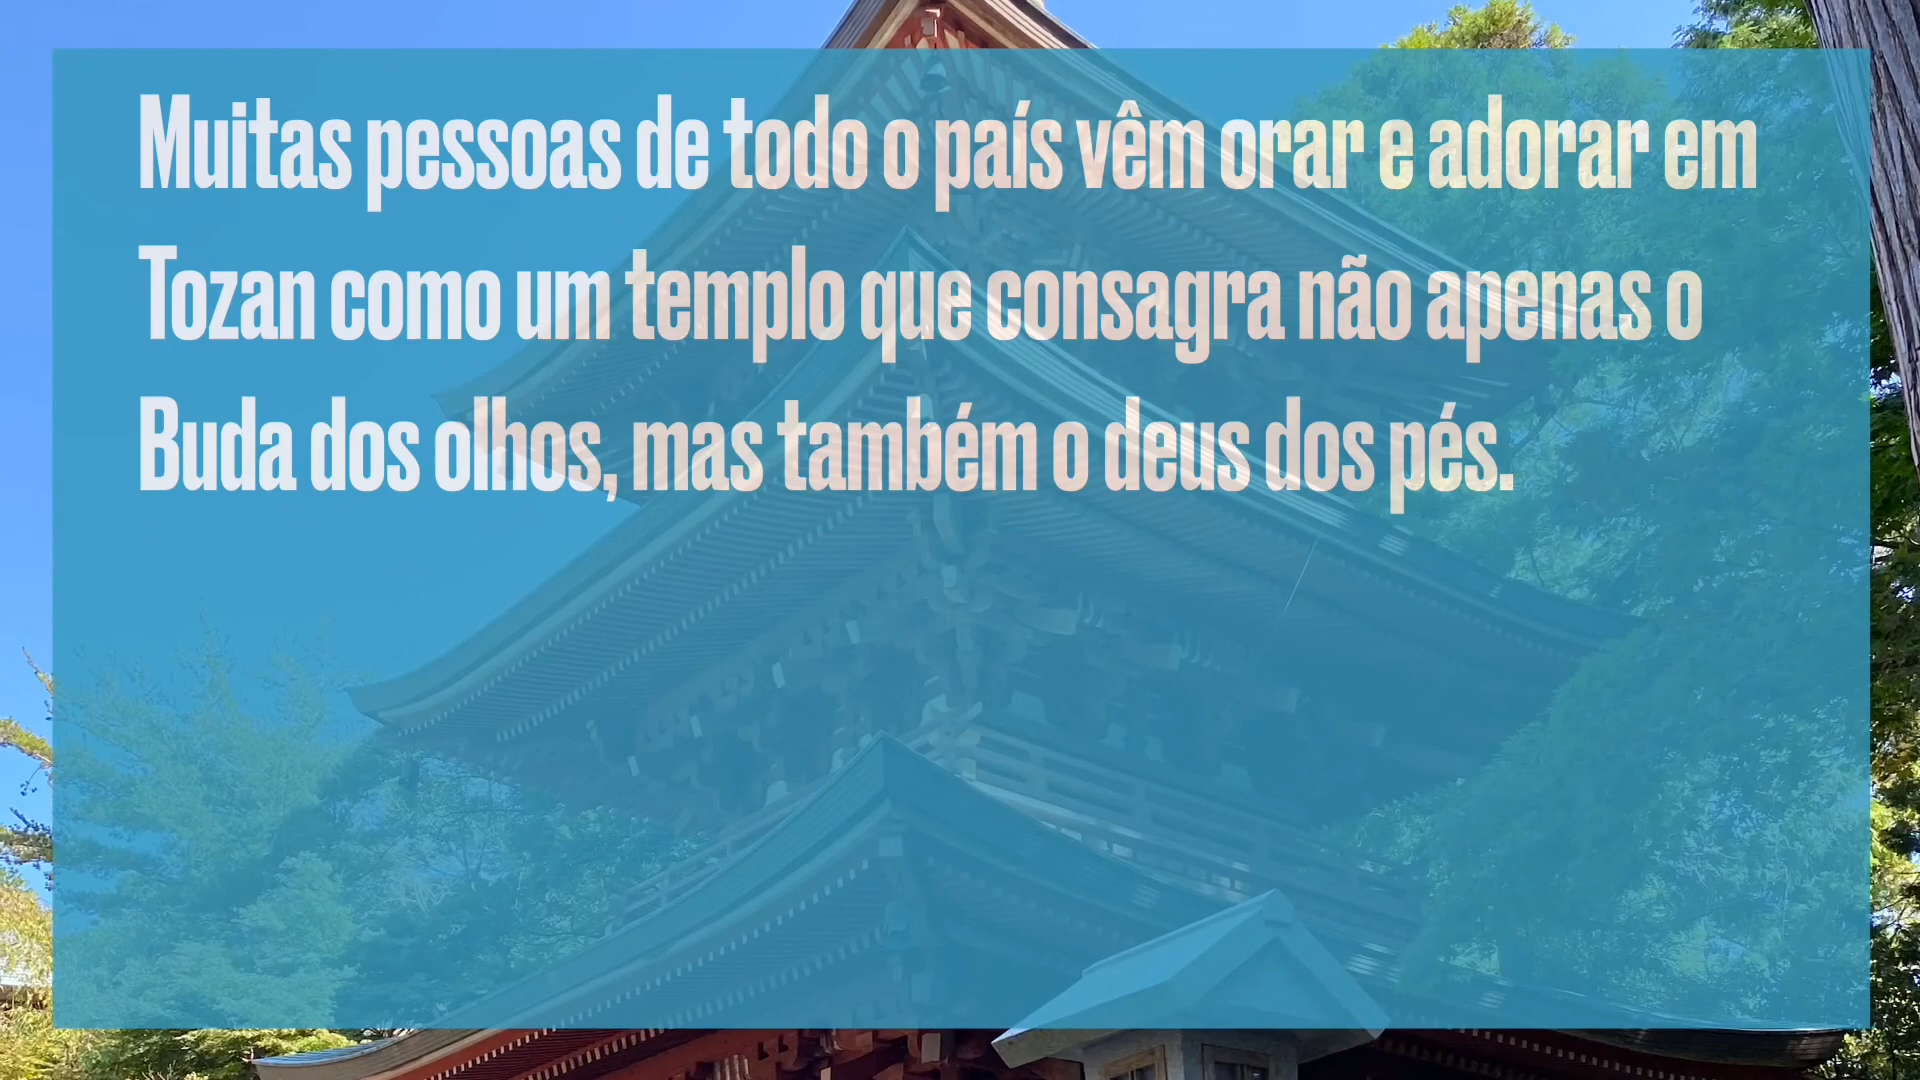 Muitas pessoas de todo o país vêm orar e adorar em
Tozan como um templo que consagra não apenas o
Buda dos olhos, mas também o deus dos pés.